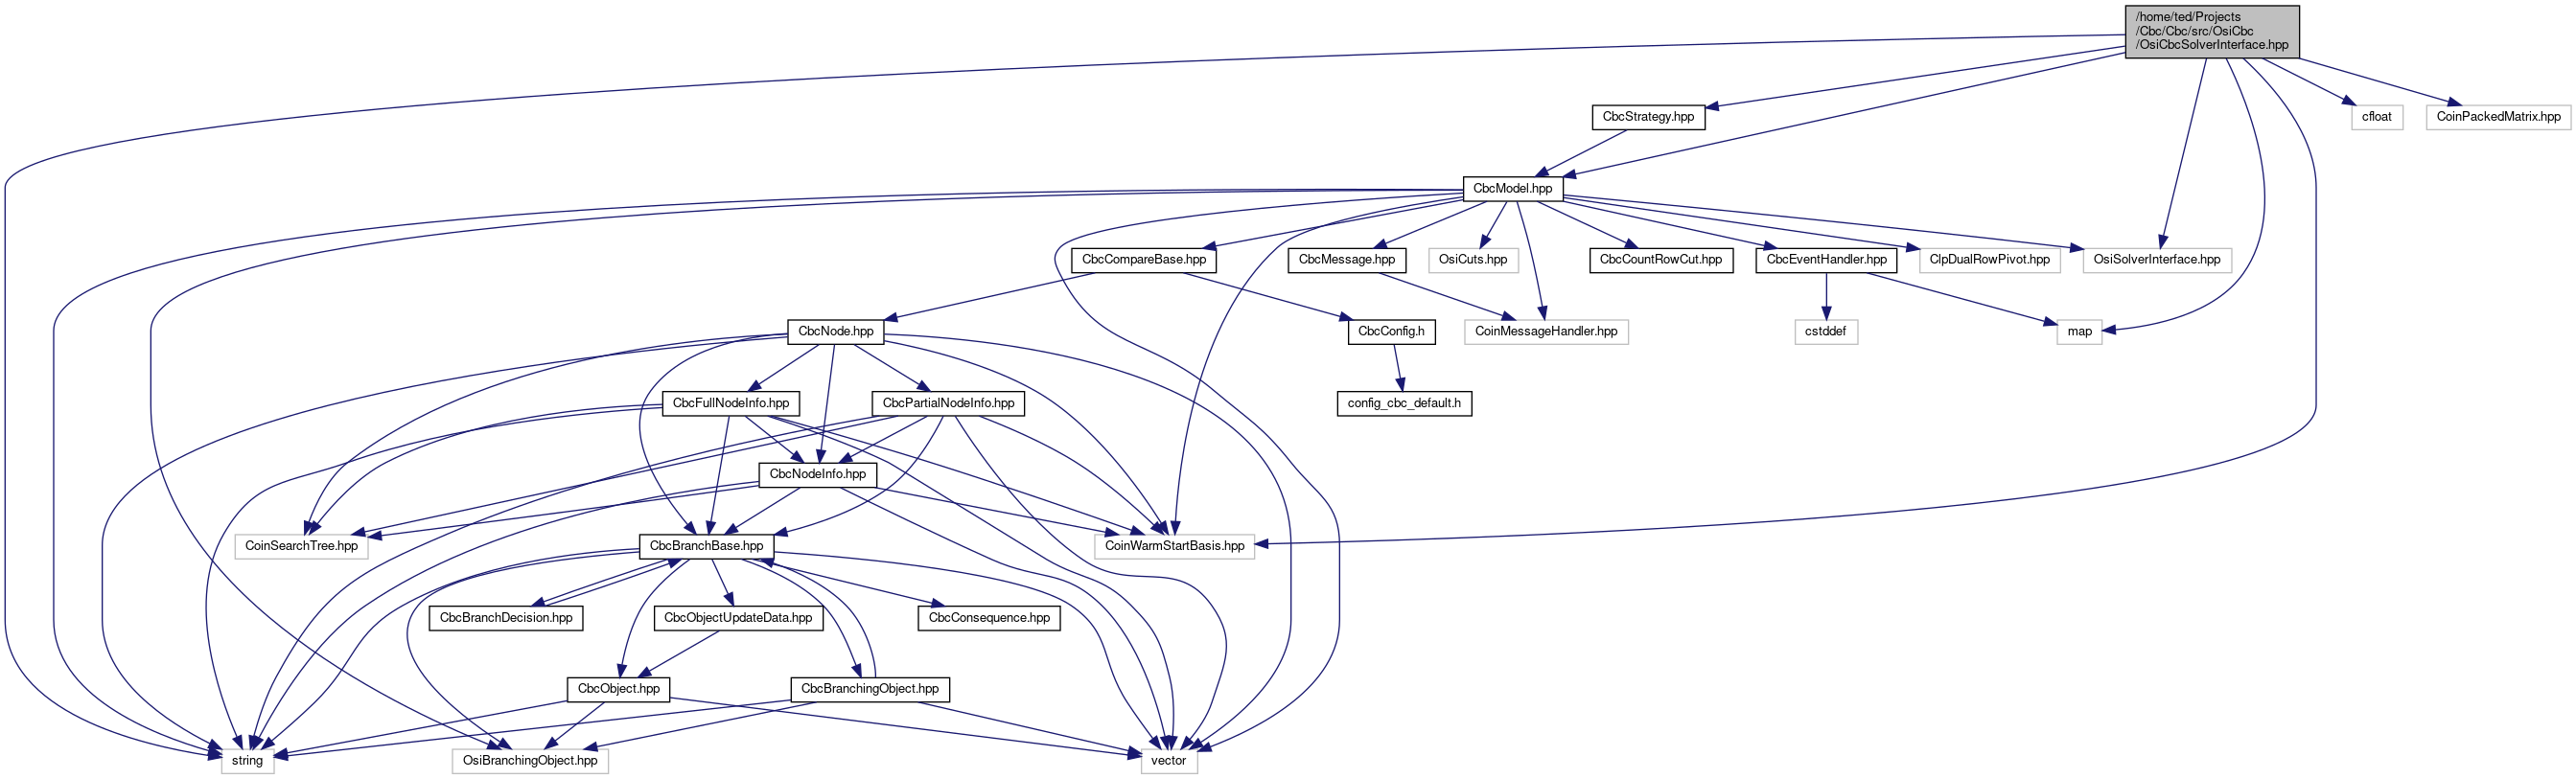 /home/ted/Projects
/Cbc/Cbc/src/OsiCbc
/OsiCbcSolverInterface.hpp
CbcStrategy.hpp
cfloat
CoinPackedMatrix.hpp
CbcModel.hpp
CbcCompareBase.hpp
CbcMessage.hpp
OsiCuts.hpp
CbcCountRowCut.hpp
CbcEventHandler.hpp
ClpDualRowPivot.hpp
OsiSolverInterface.hpp
CbcNode.hpp
CbcConfig.h
CoinMessageHandler.hpp
cstddef
map
CbcFullNodeInfo.hpp
CbcPartialNodeInfo.hpp
config_cbc_default.h
CbcNodeInfo.hpp
CoinSearchTree.hpp
CbcBranchBase.hpp
CoinWarmStartBasis.hpp
CbcBranchDecision.hpp
CbcObjectUpdateData.hpp
CbcConsequence.hpp
CbcObject.hpp
CbcBranchingObject.hpp
string
OsiBranchingObject.hpp
vector